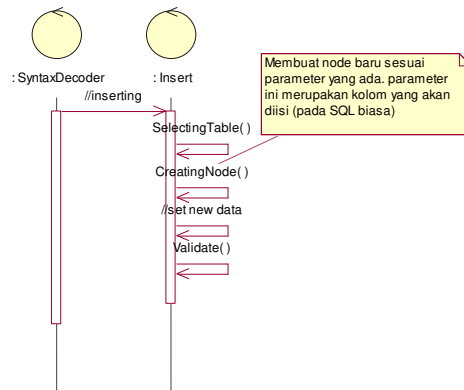 : SyntaxDecoder
: Insert
//inserting
Membuat node baru sesuai
parameter yang ada. parameter
ini merupakan kolom yang akan
diisi (pada SQL biasa)
SelectingTable( )
CreatingNode( )
//set new data
Validate( )